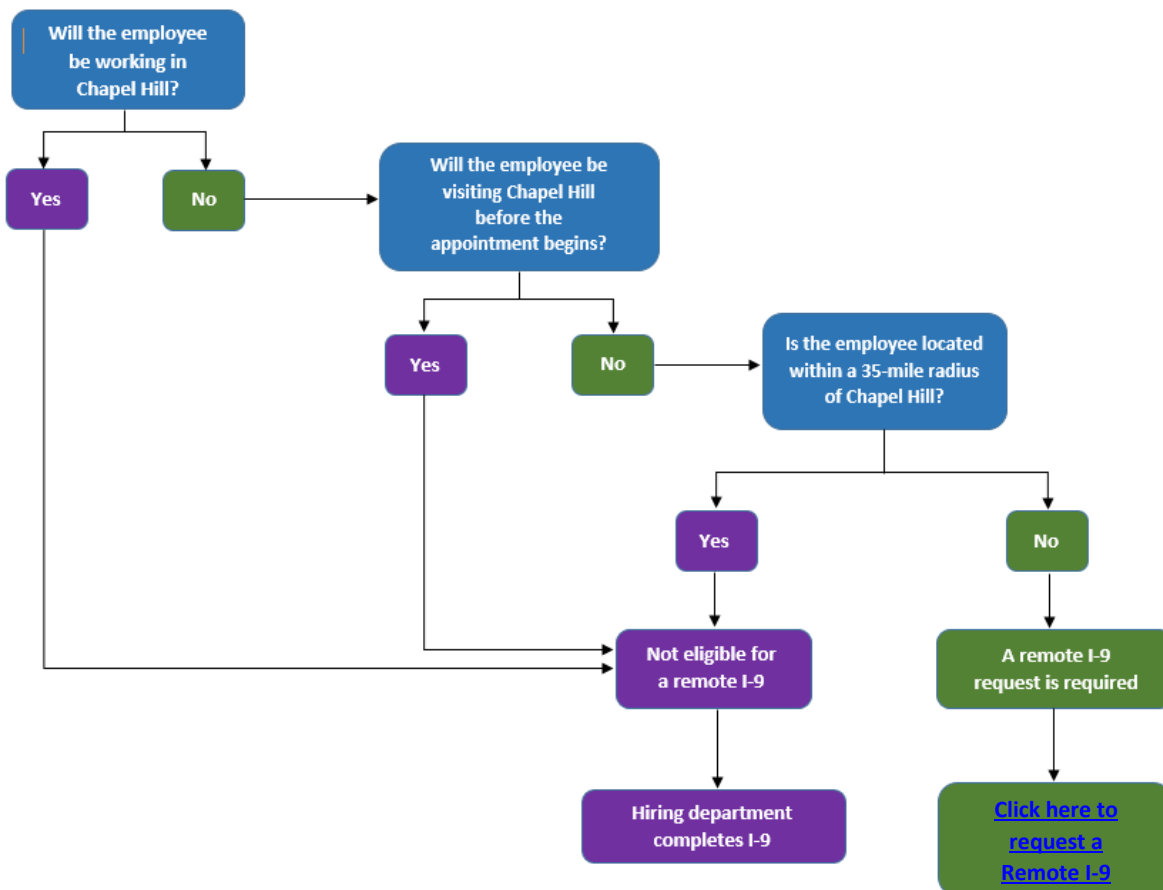 Will the employee
be working in
Chapel Hill?
Yes
No
Will the employee be
visiting Chapel Hill
before the
appointment begins?
Yes
No
Is the employee located
within a 35-mile radius
of Chapel Hill?
Yes
No
Not eligible for
a remote I-9
A remote I-9
request is required
Hiring department
completes I-9
Click here to
request a
Remote I-9